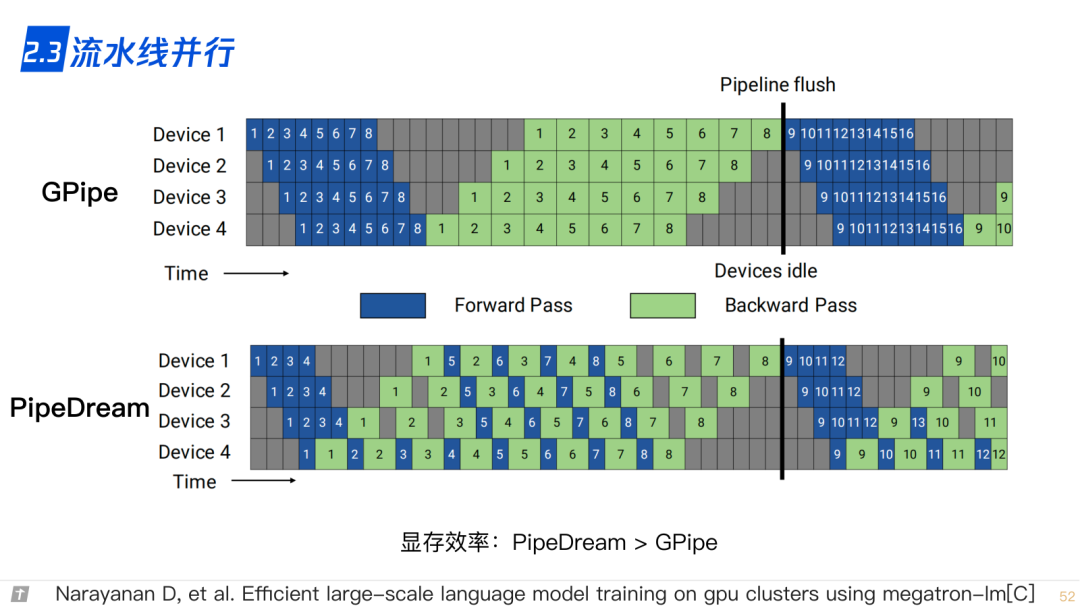 2.3 流水线并行
Pipeline flush
GPipe
Device 1 1 2 3 4 5 6 7 8 1 2 3 4 5 6 7 8 9 10 11 12 13 14 15 16
Device 2 1 2 3 4 5 6 7 8 1 2 3 4 5 6 7 8 9 10 11 12 13 14 15 16
Device 3 1 2 3 4 5 6 7 8 1 2 3 4 5 6 7 8 9 10 11 12 13 14 15 16 9
Device 4 1 2 3 4 5 6 7 8 1 2 3 4 5 6 7 8 9 10 11 12 13 14 15 16 9 10
Time
Devices idle
Forward Pass
Backward Pass
PipeDream
Device 1 1 2 3 4 1 5 2 6 3 7 4 8 5 6 7 8 9 10 11 12 9 10
Device 2 1 2 3 4 1 2 5 3 6 4 7 5 8 6 7 8 9 10 11 12 9 10
Device 3 1 2 3 4 1 2 3 5 4 6 5 7 6 8 7 8 9 10 11 12 9 13 10 11
Device 4 1 1 2 2 3 3 4 4 5 5 6 6 7 7 8 8 9 9 10 10 11 11 12 12
Time
显存效率：PipeDream > GPipe
Narayanan D, et al. Efficient large-scale language model training on gpu clusters using megatron-lm[C]
52